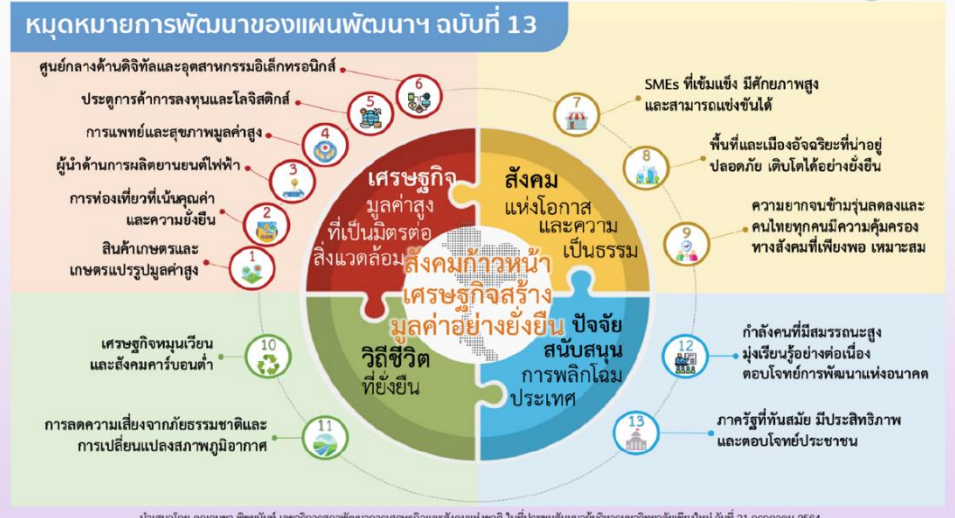 หมุดหมายการพัฒนาของแผนพัฒนาฯ ฉบับที่ 13
ศูนย์กลางด้านดิจิทัลและอุตสาหกรรมอิเล็กทรอนิกส์
6
ประตูการค้าการลงทุนและโลจิสติกส์
5
การแพทย์และสุขภาพมูลค่าสูง
4
ผู้นำด้านการผลิตยานยนต์ไฟฟ้า
3
การท่องเที่ยวที่เน้นคุณค่า
และความยั่งยืน
2
สินค้าเกษตรและ
เกษตรแปรรูปมูลค่าสูง
1
เศรษฐกิจ
มูลค่าสูง
ที่เป็นมิตรต่อ
สิ่งแวดล้อม
สังคม
แห่งโอกาส
และความ
เป็นธรรม
7
SMEs ที่เข้มแข็ง มีศักยภาพสูง
และสามารถแข่งขันได้
8
พื้นที่และเมืองอัจฉริยะที่น่าอยู่
ปลอดภัย เติบโตได้อย่างยั่งยืน
9
ความยากจนข้ามรุ่นลดลงและ
คนไทยทุกคนมีความคุ้มครอง
ทางสังคมที่เพียงพอ เหมาะสม
สังคมก้าวหน้า
เศรษฐกิจสร้าง
มูลค่าอย่างยั่งยืน
เศรษฐกิจหมุนเวียน
และสังคมคาร์บอนต่ำ
10
การลดความเสี่ยงจากภัยธรรมชาติและ
การเปลี่ยนแปลงสภาพภูมิอากาศ
11
วิถีชีวิต
ที่ยั่งยืน
ปัจจัย
สนับสนุน
การพลิกโฉม
ประเทศ
12
กำลังคนที่มีสมรรถนะสูง
มุ่งเรียนรู้อย่างต่อเนื่อง
ตอบโจทย์การพัฒนาแห่งอนาคต
13
ภาครัฐที่ทันสมัย มีประสิทธิภาพ
และตอบโจทย์ประชาชน